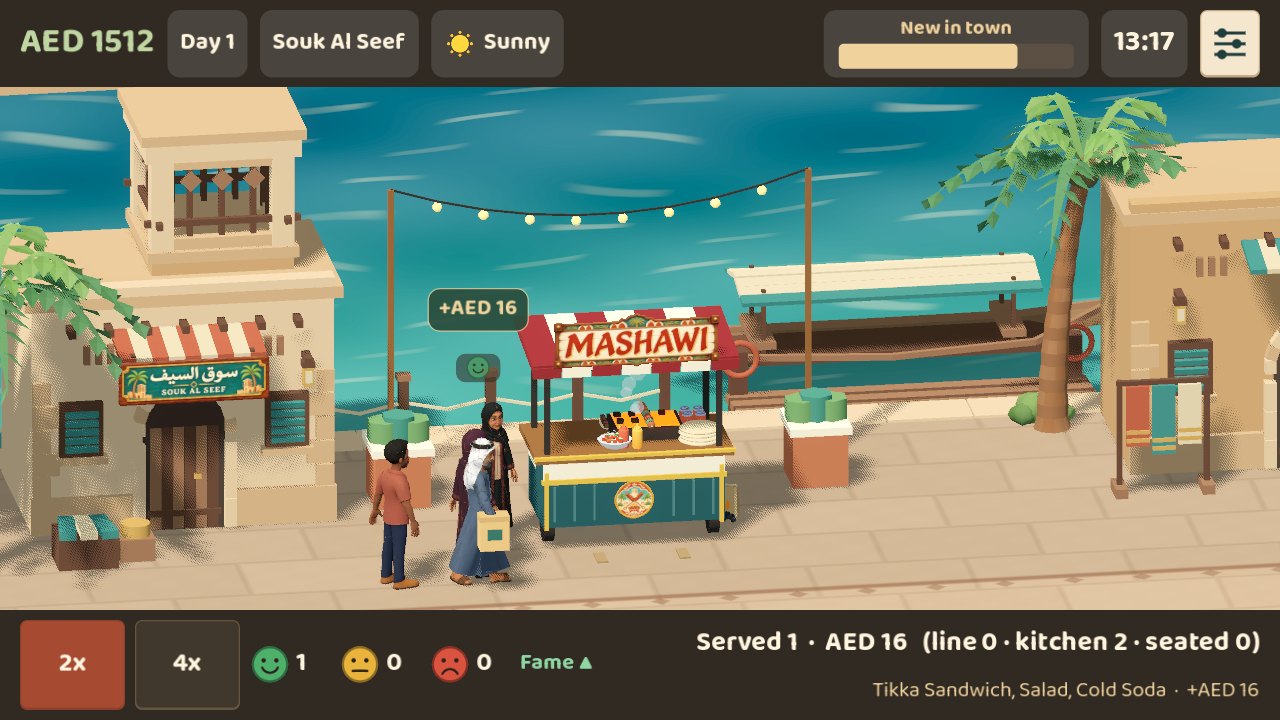 AED 1512
Day 1
Souk Al Seef
Sunny
New in town
13:17
+AED 16
MASHAWI
سوق السيف
SOUK AL SEEF
2x
4x
1
0
0
Fame ▲
Served 1 · AED 16 (line 0 · kitchen 2 · seated 0)
Tikka Sandwich, Salad, Cold Soda · +AED 16